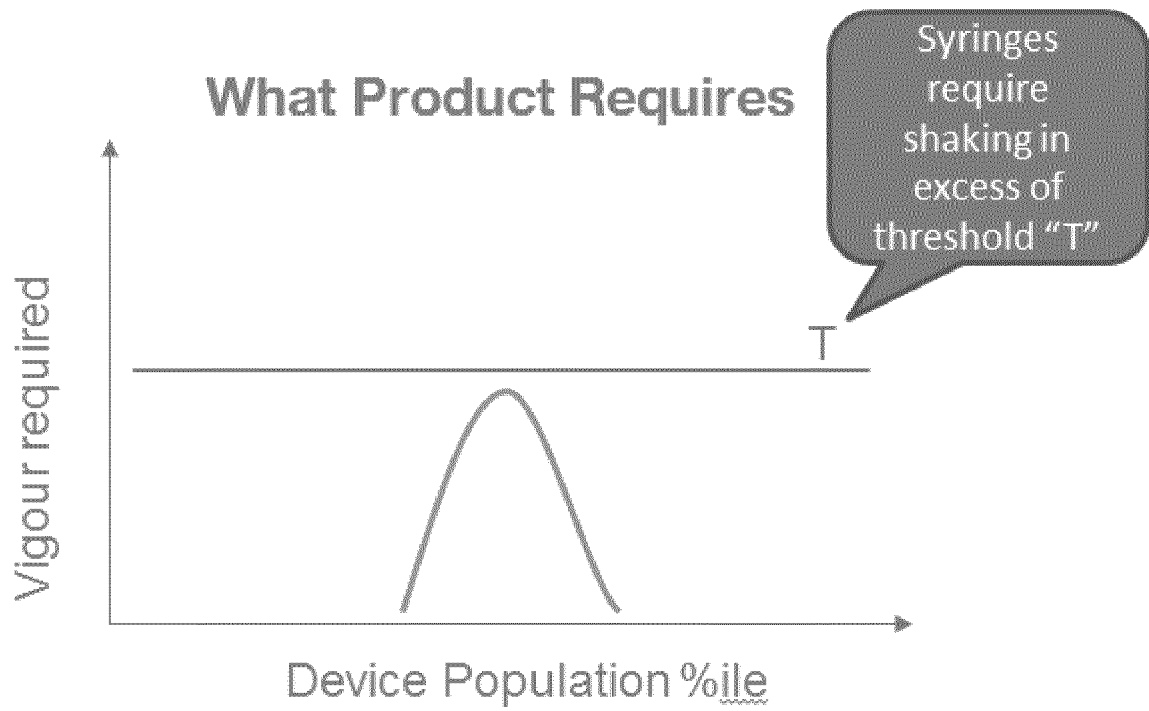 What Product Requires
Syringes
require
shaking in
excess of
threshold “T”
T
Vigour required
Device Population %ile